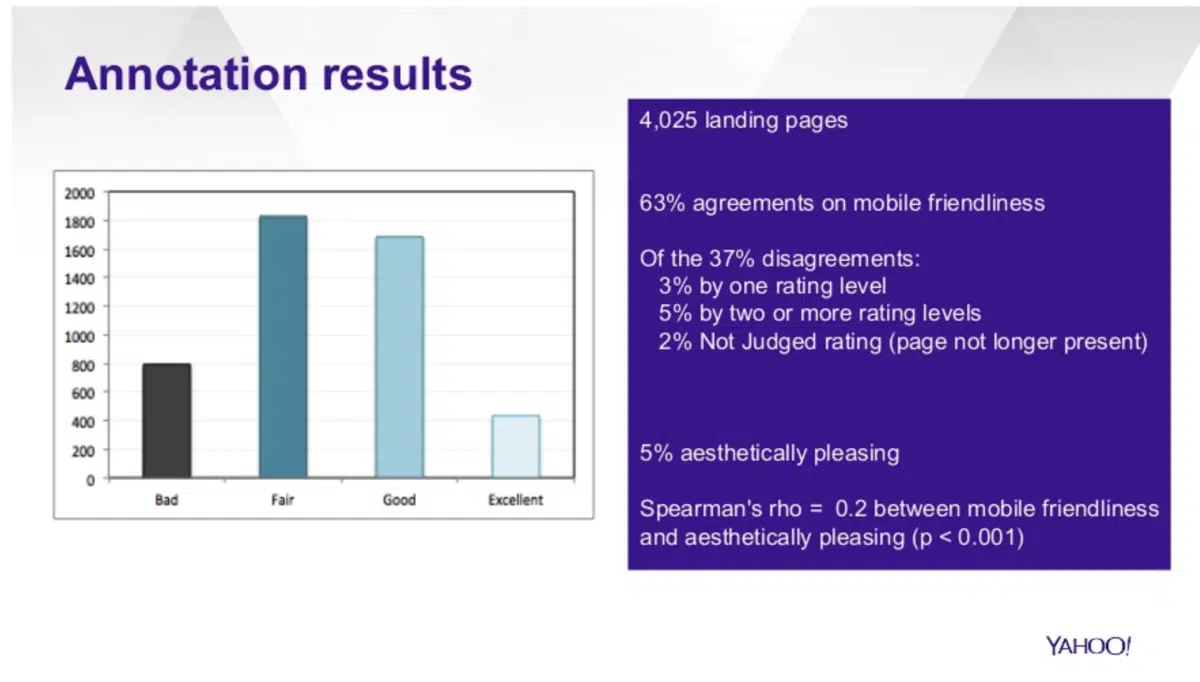 Annotation results
4,025 landing pages
63% agreements on mobile friendliness
Of the 37% disagreements:
3% by one rating level
5% by two or more rating levels
2% Not Judged rating (page not longer present)
5% aesthetically pleasing
Spearman's rho = 0.2 between mobile friendliness
and aesthetically pleasing (p < 0.001)
2000
1800
1600
1400
1200
1000
800
600
400
200
0
Bad Fair Good Excellent
YAHOO!